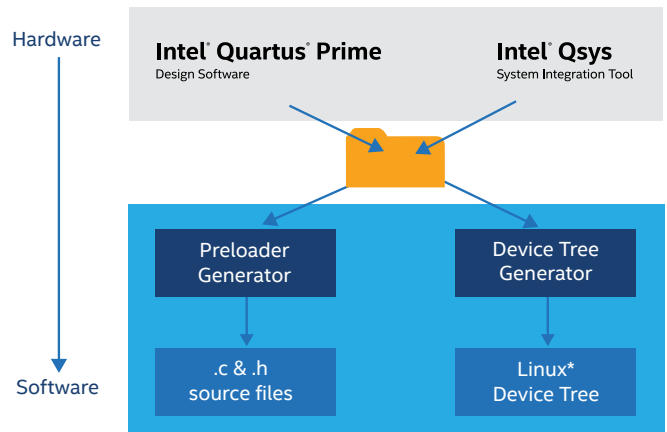 Hardware
Intel® Quartus® Prime
Design Software
Intel® Qsys
System Integration Tool
Preloader
Generator
Device Tree
Generator
.c & .h
source files
Linux*
Device Tree
Software